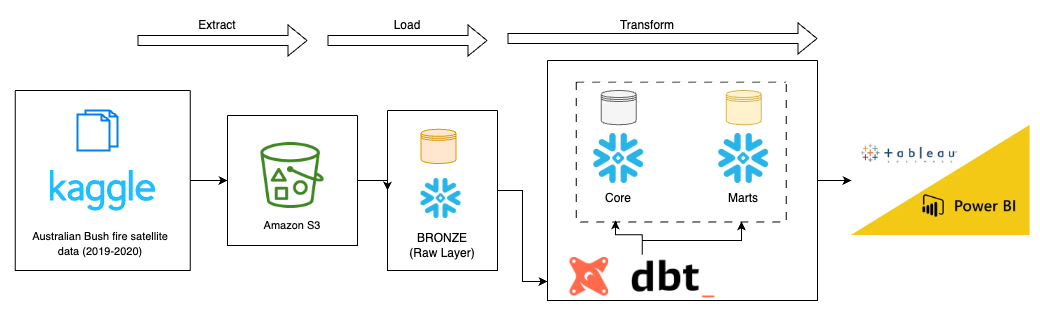 Extract
Load
Transform
kaggle
Australian Bush fire satellite
data (2019-2020)
Amazon S3
BRONZE
(Raw Layer)
Core
Marts
dbt_
+ a b l e a u
Power BI